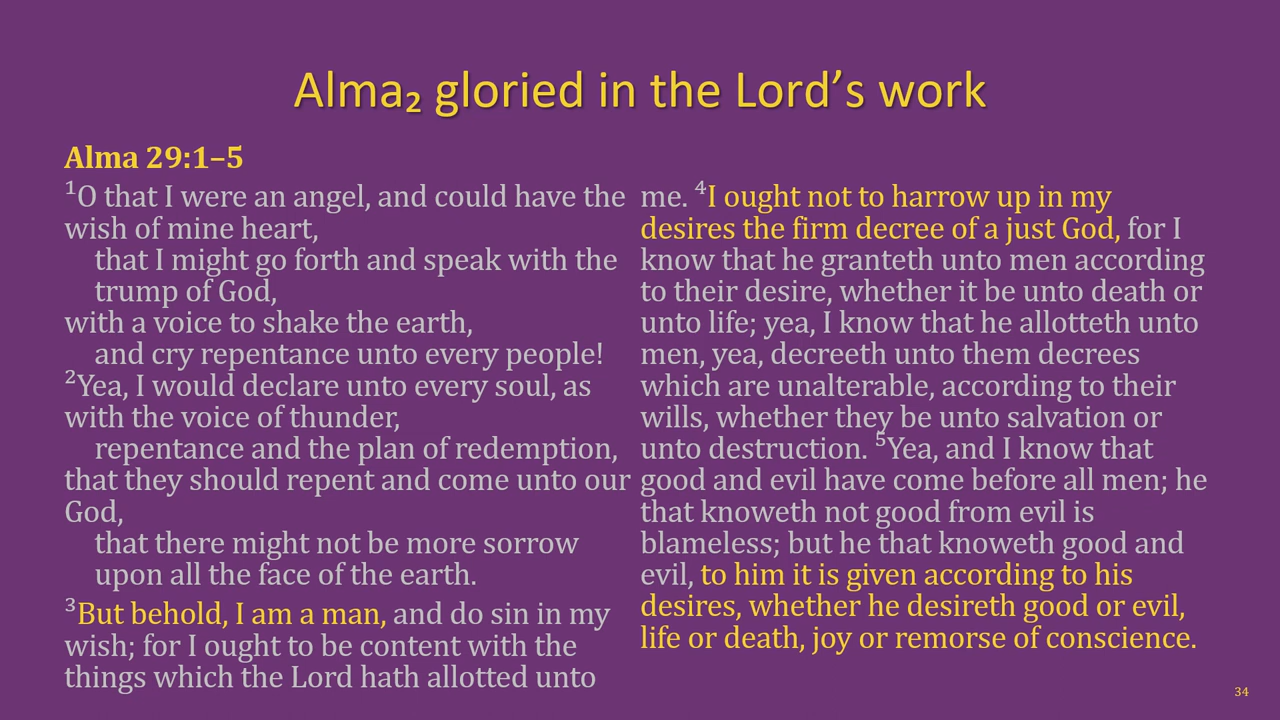 Alma₂ gloried in the Lord’s work
Alma 29:1–5
¹O that I were an angel, and could have the
wish of mine heart,
that I might go forth and speak with the
trump of God,
with a voice to shake the earth,
and cry repentance unto every people!
²Yea, I would declare unto every soul, as
with the voice of thunder,
repentance and the plan of redemption,
that they should repent and come unto our
God,
that there might not be more sorrow
upon all the face of the earth.
³But behold, I am a man, and do sin in my
wish; for I ought to be content with the
things which the Lord hath allotted unto
me. ⁴I ought not to harrow up in my
desires the firm decree of a just God, for I
know that he granteth unto men according
to their desire, whether it be unto death or
unto life; yea, I know that he allotteth unto
men, yea, decreeth unto them decrees
which are unalterable, according to their
wills, whether they be unto salvation or
unto destruction. ⁵Yea, and I know that
good and evil have come before all men; he
that knoweth not good from evil is
blameless; but he that knoweth good and
evil, to him it is given according to his
desires, whether he desireth good or evil,
life or death, joy or remorse of conscience.
34